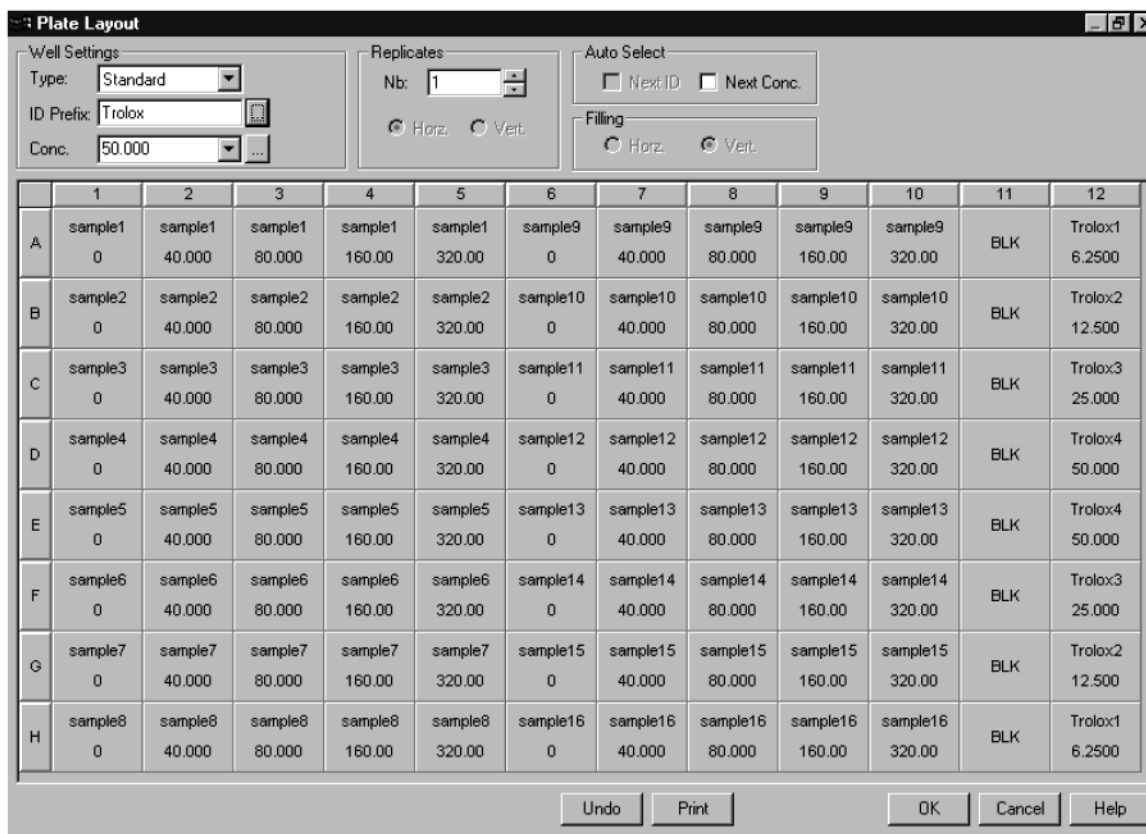 Plate Layout
Well Settings
Type: Standard
ID Prefix: Trolox
Conc. 50.000 ...
Replicates
Nb: 1
Horz. Vert.
Auto Select
Next ID Next Conc.
Filling
Horz. Vert.
1 2 3 4 5 6 7 8 9 10 11 12
A sample1 sample1 sample1 sample1 sample1 sample9 sample9 sample9 sample9 sample9 BLK Trolox1
0 40.000 80.000 160.00 320.00 0 40.000 80.000 160.00 320.00 6.2500
B sample2 sample2 sample2 sample2 sample2 sample10 sample10 sample10 sample10 sample10 BLK Trolox2
0 40.000 80.000 160.00 320.00 0 40.000 80.000 160.00 320.00 12.500
C sample3 sample3 sample3 sample3 sample3 sample11 sample11 sample11 sample11 sample11 BLK Trolox3
0 40.000 80.000 160.00 320.00 0 40.000 80.000 160.00 320.00 25.000
D sample4 sample4 sample4 sample4 sample4 sample12 sample12 sample12 sample12 sample12 BLK Trolox4
0 40.000 80.000 160.00 320.00 0 40.000 80.000 160.00 320.00 50.000
E sample5 sample5 sample5 sample5 sample5 sample13 sample13 sample13 sample13 sample13 BLK Trolox4
0 40.000 80.000 160.00 320.00 0 40.000 80.000 160.00 320.00 50.000
F sample6 sample6 sample6 sample6 sample6 sample14 sample14 sample14 sample14 sample14 BLK Trolox3
0 40.000 80.000 160.00 320.00 0 40.000 80.000 160.00 320.00 25.000
G sample7 sample7 sample7 sample7 sample7 sample15 sample15 sample15 sample15 sample15 BLK Trolox2
0 40.000 80.000 160.00 320.00 0 40.000 80.000 160.00 320.00 12.500
H sample8 sample8 sample8 sample8 sample8 sample16 sample16 sample16 sample16 sample16 BLK Trolox1
0 40.000 80.000 160.00 320.00 0 40.000 80.000 160.00 320.00 6.2500
Undo Print OK Cancel Help